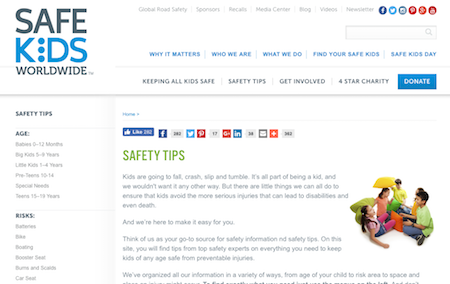 Global Road Safety | Sponsors | Recalls | Media Center | Blog | Videos | Newsletter
SAFE
KIDS
WORLDWIDE™
WHY IT MATTERS | WHO WE ARE | WHAT WE DO | FIND YOUR SAFE KIDS | SAFE KIDS DAY
KEEPING ALL KIDS SAFE | SAFETY TIPS | GET INVOLVED | 4 STAR CHARITY | DONATE
SAFETY TIPS
AGE:
Babies 0–12 Months
Big Kids 5–9 Years
Little Kids 1–4 Years
Pre-Teens 10-14
Special Needs
Teens 15–19 Years
RISKS:
Batteries
Bike
Boating
Booster Seat
Burns and Scalds
Car Seat
Home »
Like 282
282 17 38 362
SAFETY TIPS
Kids are going to fall, crash, slip and tumble. It's all part of being a kid, and
we wouldn't want it any other way. But there are little things we can all do to
ensure that kids avoid the more serious injuries that can lead to disabilities and
even death.
And we're here to make it easy for you.
Think of us as your go-to source for safety information nd safety tips. On this
site, you will find tips from top safety experts on everything you need to keep
kids of any age safe from preventable injuries.
We've organized all our information in a variety of ways, from age of your child to risk area to space and